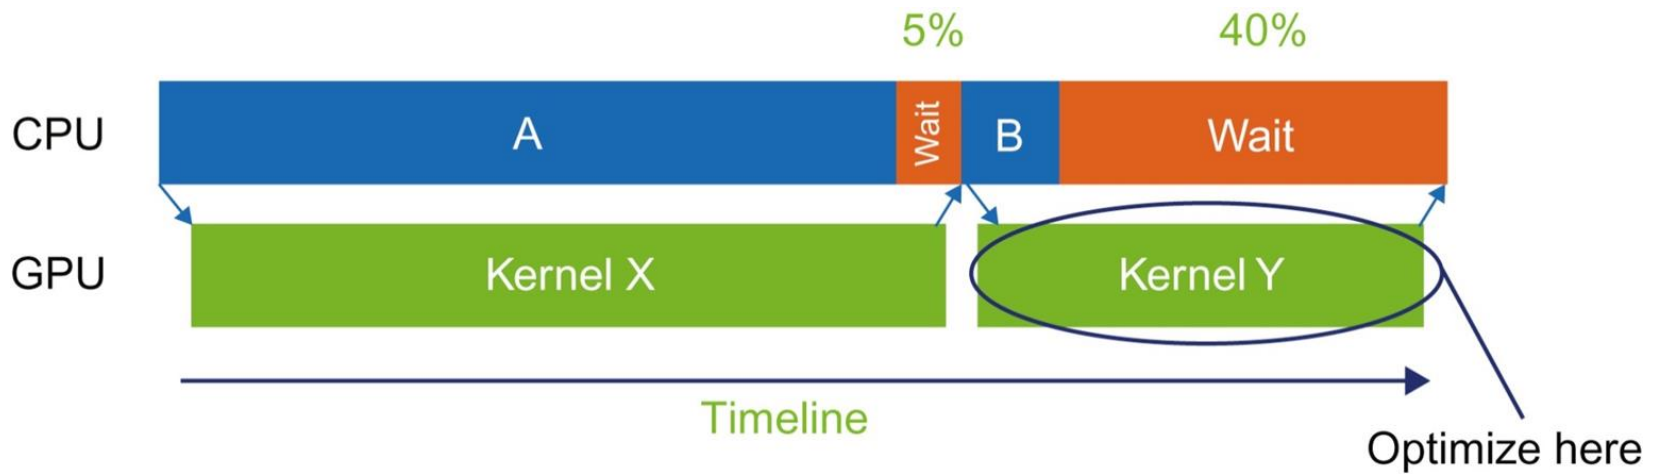 5% 40%
CPU A Wait B Wait
GPU Kernel X Kernel Y
Timeline
Optimize here